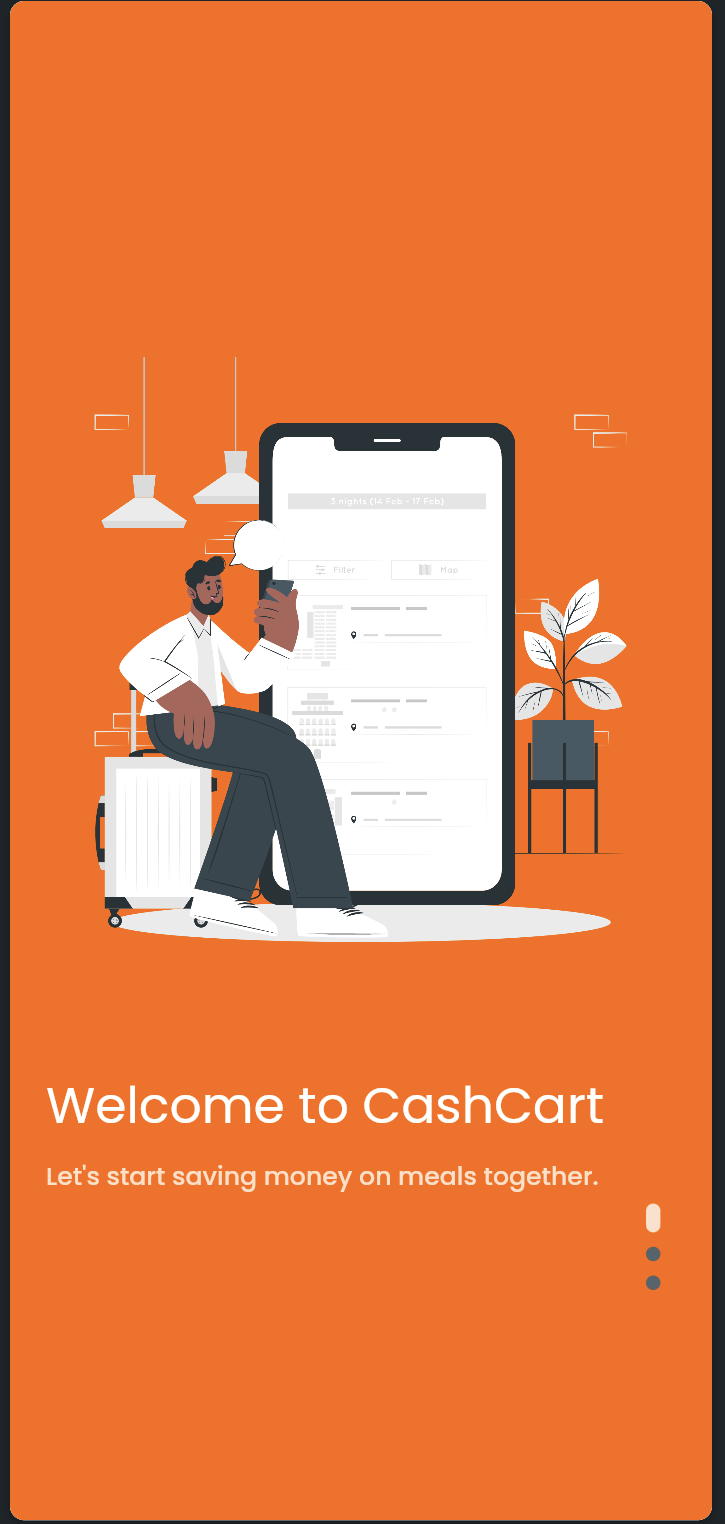 3 nights (14 Feb - 17 Feb)
Filter
Map
Welcome to CashCart
Let's start saving money on meals together.